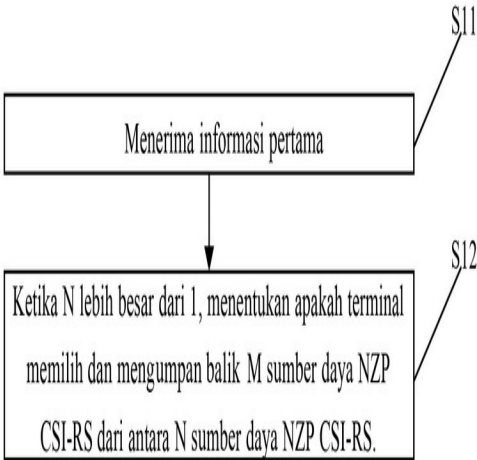 S11
Menerima informasi pertama
S12
Ketika N lebih besar dari 1, menentukan apakah terminal
memilih dan mengumpan balik M sumber daya NZP
CSI-RS dari antara N sumber daya NZP CSI-RS.